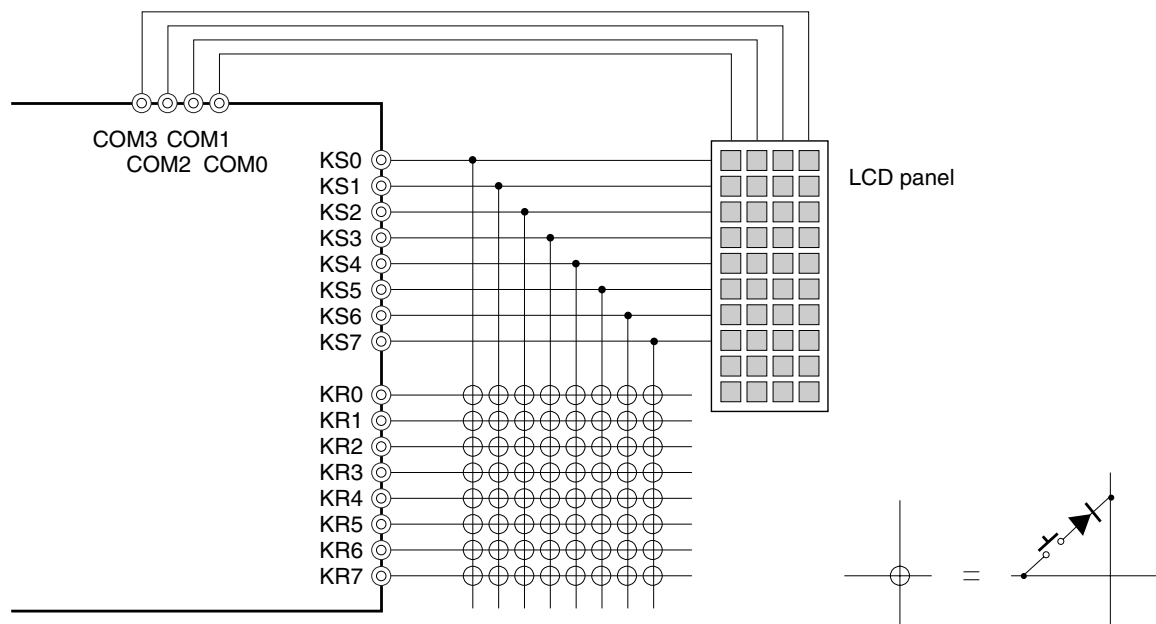 COM3 COM1
COM2 COM0
KS0
KS1
LCD panel
KS2
KS3
KS4
KS5
KS6
KS7
KR0
KR1
KR2
KR3
KR4
KR5
KR6
KR7
=